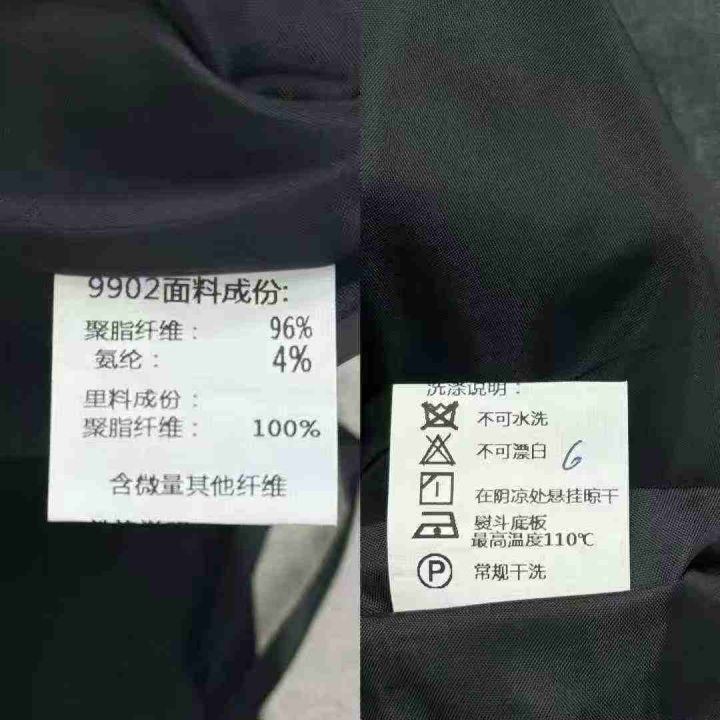 9902面料成份:
聚脂纤维： 96%
氨纶： 4%
里料成份：
聚脂纤维： 100%
含微量其他纤维
洗涤说明：
不可水洗
不可漂白 6
在阴凉处悬挂晾干
熨斗底板
最高温度110℃
P 常规干洗